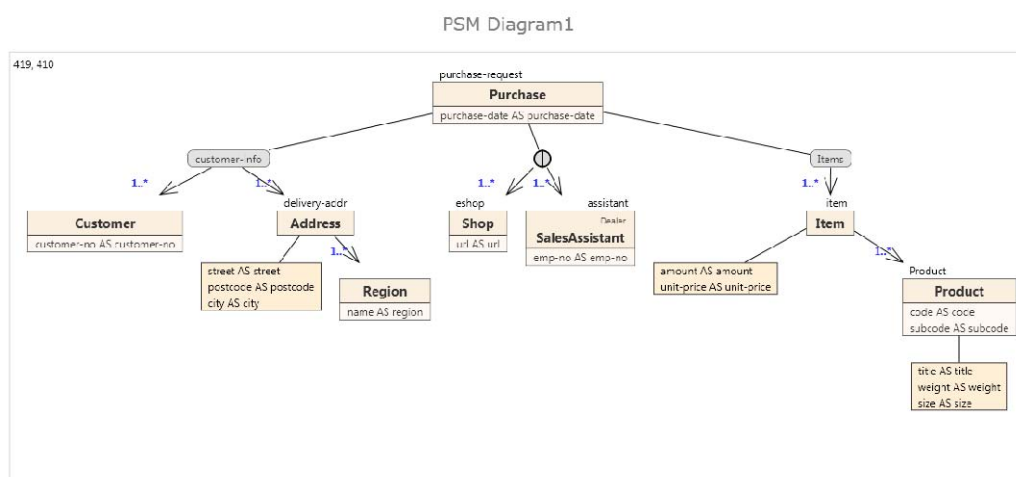 PSM Diagram1
419, 410
purchase-request
Purchase
purchase-date AS purchase-date
customer-info
Items
1..*
1..*
1..*
1..*
1..*
delivery-addr
eshop
assistant
item
Customer
customer-no AS customer-no
Address
Shop
url AS url
Dealer
SalesAssistant
emp-no AS emp-no
Item
1..*
1..*
street AS street
postcode AS postcode
city AS city
amount AS amount
unit-price AS unit-price
Product
Region
name AS region
Product
code AS code
subcode AS subcode
title AS title
weight AS weight
size AS size